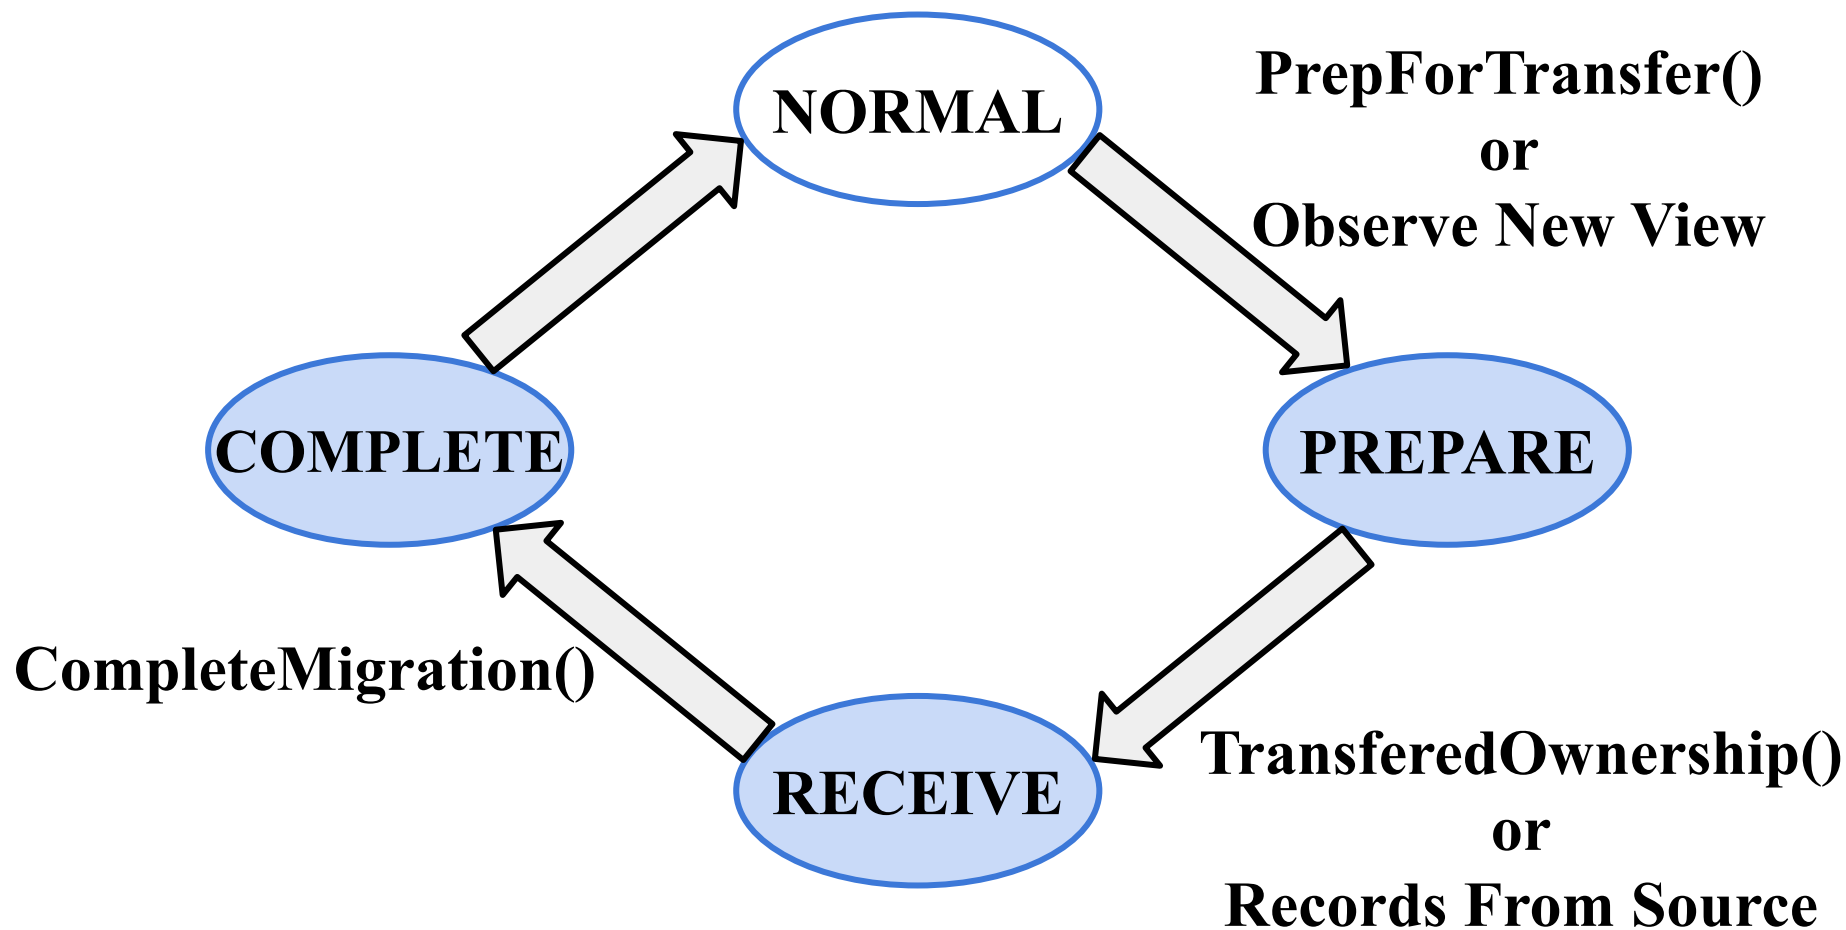 NORMAL
PrepForTransfer()
or
Observe New View
COMPLETE
PREPARE
CompleteMigration()
RECEIVE
TransferedOwnership()
or
Records From Source